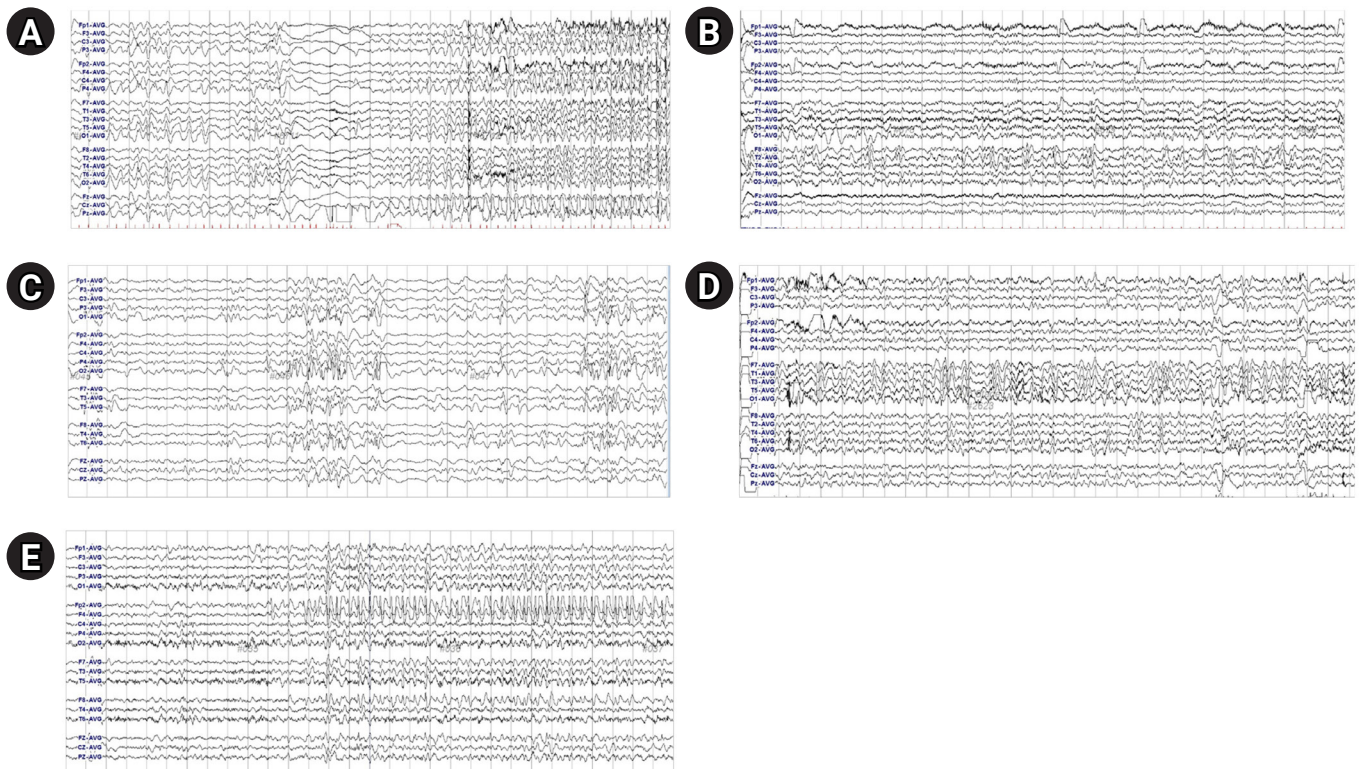 A
Fp1-AVG
F3-AVG
C3-AVG
P3-AVG
Fp2-AVG
F4-AVG
C4-AVG
P4-AVG
F7-AVG
T1-AVG
T3-AVG
T5-AVG
O1-AVG
F8-AVG
T2-AVG
T4-AVG
T6-AVG
O2-AVG
Fz-AVG
Cz-AVG
Pz-AVG
B
Fp1-AVG
F3-AVG
C3-AVG
P3-AVG
Fp2-AVG
F4-AVG
C4-AVG
P4-AVG
F7-AVG
T1-AVG
T3-AVG
T5-AVG
O1-AVG
F8-AVG
T2-AVG
T4-AVG
T6-AVG
O2-AVG
Fz-AVG
Cz-AVG
Pz-AVG
C
Fp1-AVG
F3-AVG
C3-AVG
P3-AVG
O1-AVG
Fp2-AVG
F4-AVG
C4-AVG
P4-AVG
O2-AVG
F7-AVG
T3-AVG
T5-AVG
F8-AVG
T4-AVG
T6-AVG
FZ-AVG
CZ-AVG
PZ-AVG
D
Fp1-AVG
F3-AVG
C3-AVG
P3-AVG
Fp2-AVG
F4-AVG
C4-AVG
P4-AVG
F7-AVG
T1-AVG
T3-AVG
T5-AVG
O1-AVG
F8-AVG
T2-AVG
T4-AVG
T6-AVG
O2-AVG
Fz-AVG
Cz-AVG
Pz-AVG
E
Fp1-AVG
F3-AVG
C3-AVG
P3-AVG
O1-AVG
Fp2-AVG
F4-AVG
C4-AVG
P4-AVG
O2-AVG
F7-AVG
T3-AVG
T5-AVG
F8-AVG
T4-AVG
T6-AVG
FZ-AVG
CZ-AVG
PZ-AVG